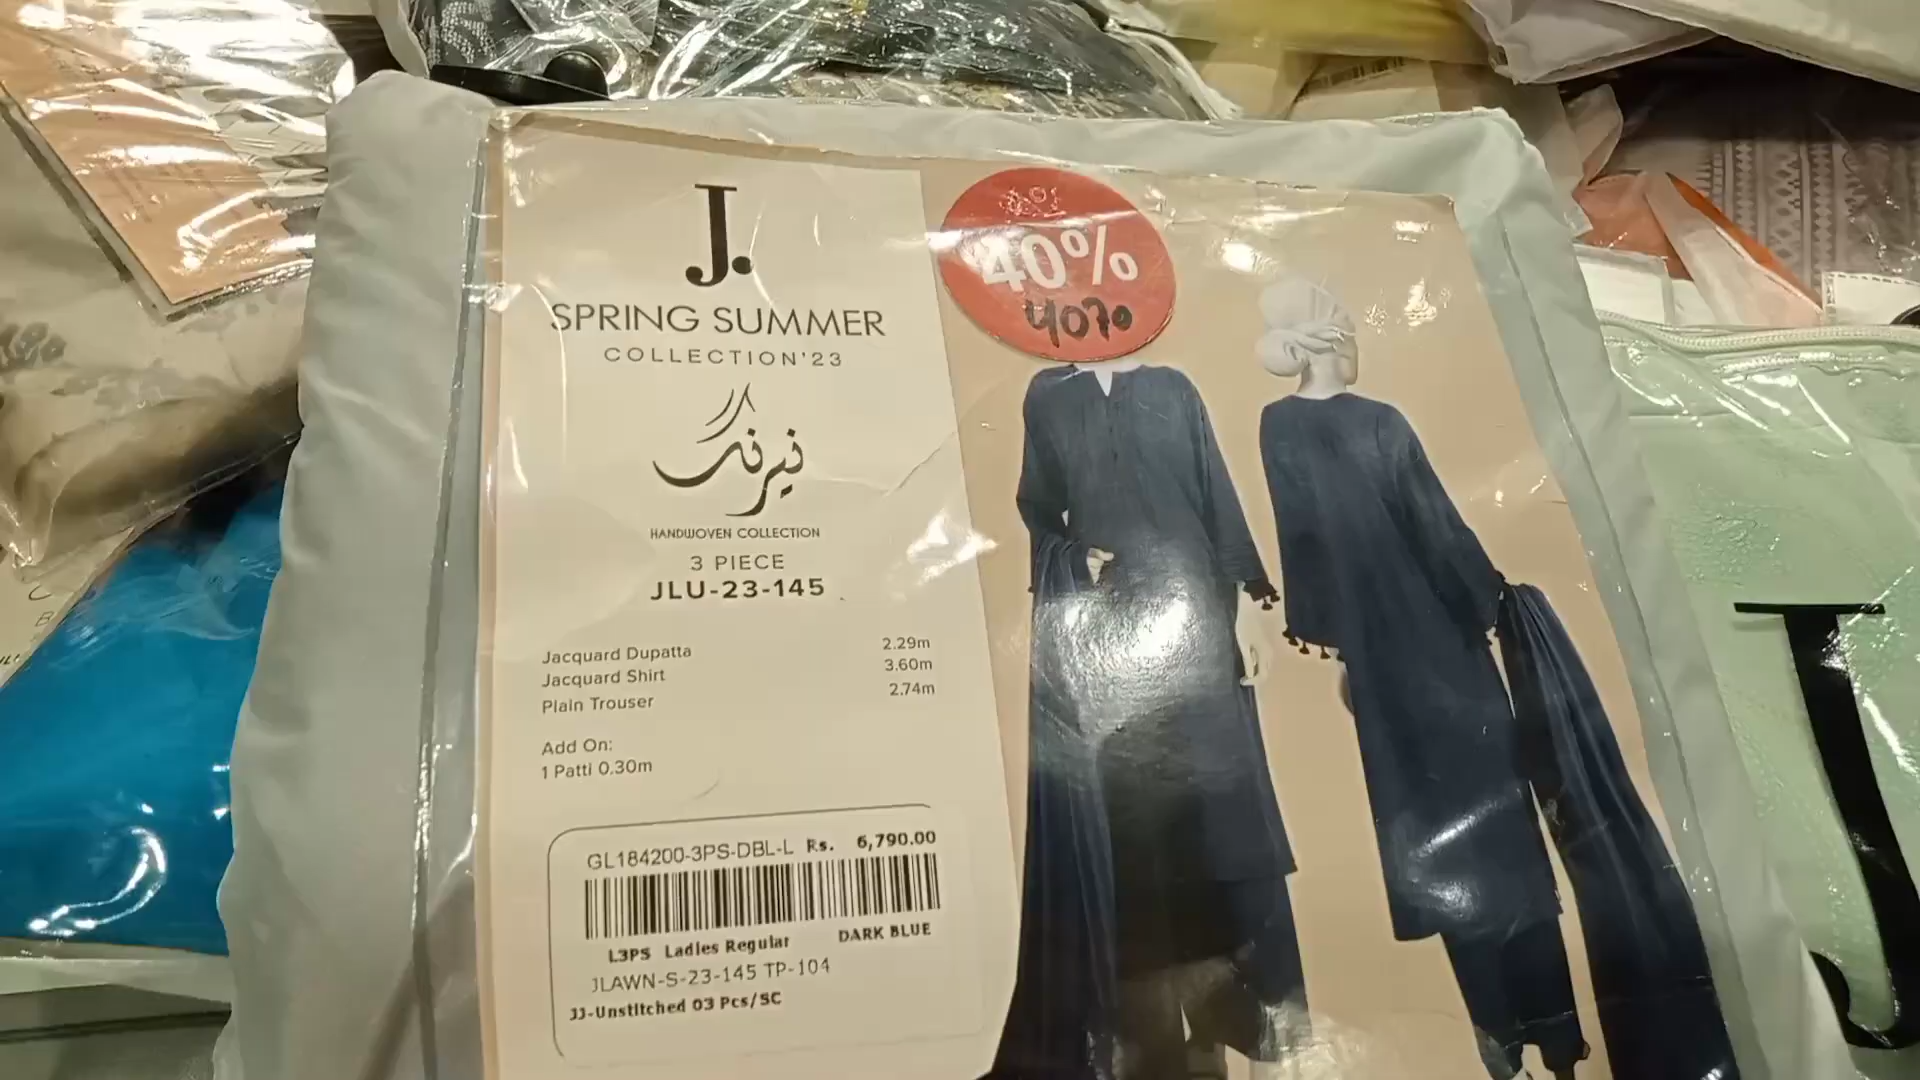 J.
SPRING SUMMER
COLLECTION'23
نیرنگ
HANDWOVEN COLLECTION
3 PIECE
JLU-23-145
Jacquard Dupatta 2.29m
Jacquard Shirt 3.60m
Plain Trouser 2.74m
Add On:
1 Patti 0.30m
GL184200-3PS-DBL-L Rs. 6,790.00
L3PS Ladies Regular DARK BLUE
JLAWN-S-23-145 TP-104
JJ-Unstitched 03 Pcs/SC
40%
4070
J